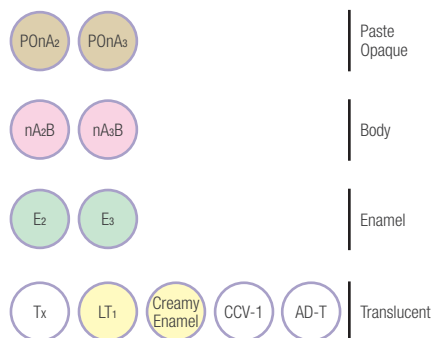 POnA2 POnA3 Paste
Opaque
nA2B nA3B Body
E2 E3 Enamel
Tx LT1 Creamy
Enamel CCV-1 AD-T Translucent